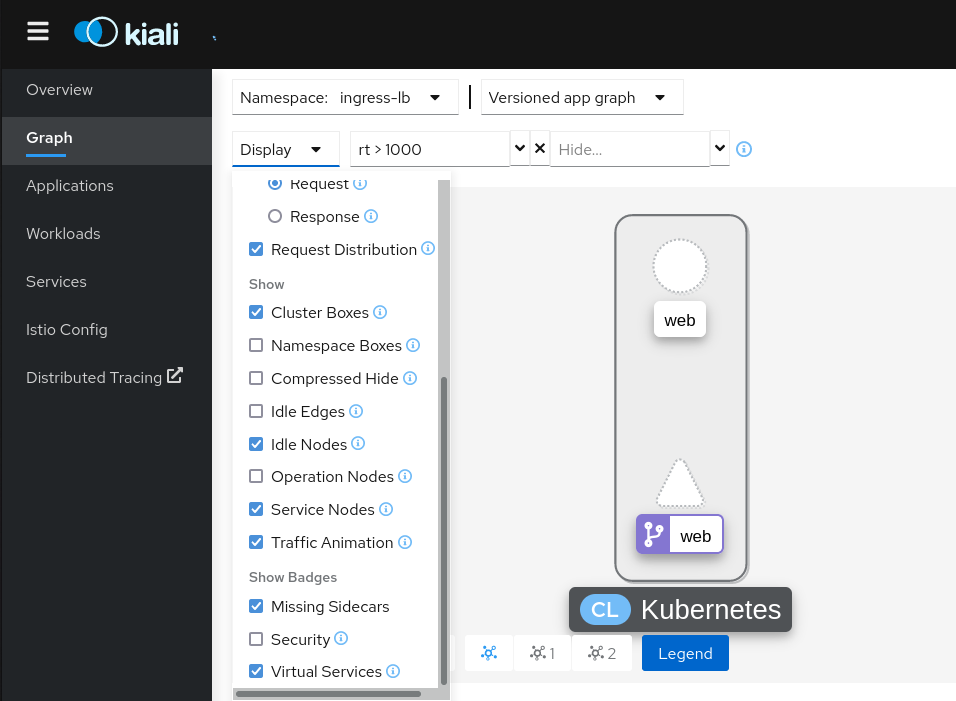 kiali
Overview
Graph
Applications
Workloads
Services
Istio Config
Distributed Tracing
Namespace: ingress-lb
Versioned app graph
Display
rt > 1000
Hide...
Request
Response
Request Distribution
Show
Cluster Boxes
Namespace Boxes
Compressed Hide
Idle Edges
Idle Nodes
Operation Nodes
Service Nodes
Traffic Animation
Show Badges
Missing Sidecars
Security
Virtual Services
web
web
CL Kubernetes
1
2
Legend